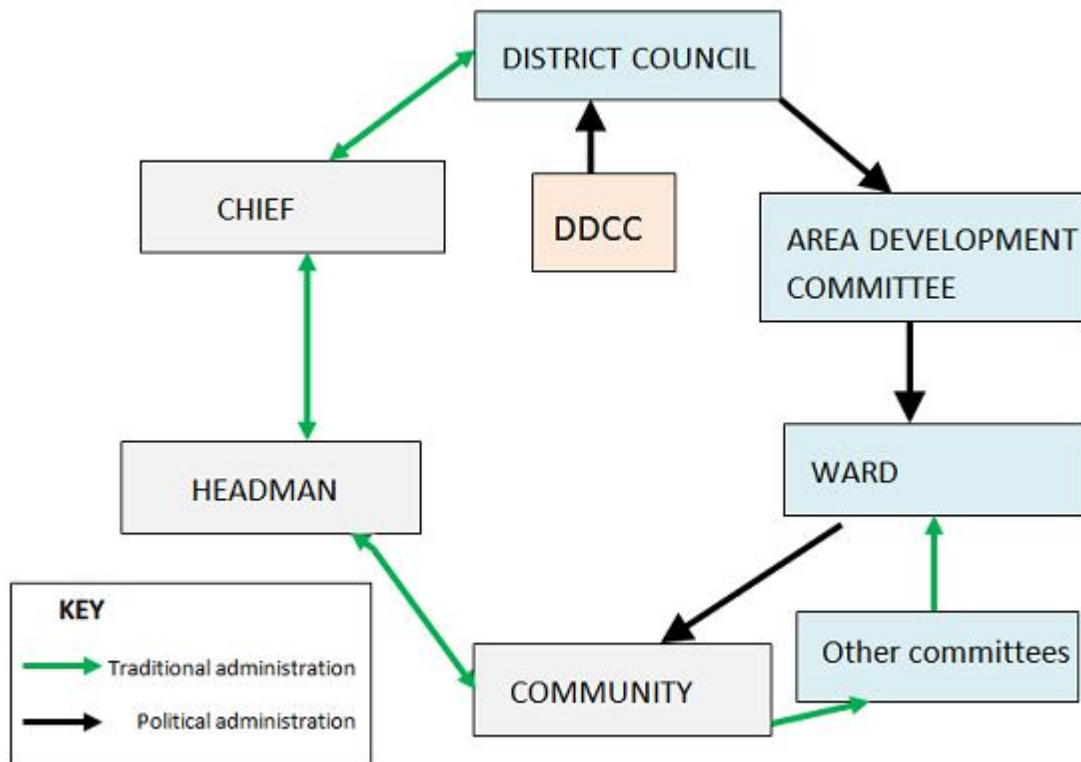 DISTRICT COUNCIL
CHIEF
DDCC
AREA DEVELOPMENT
COMMITTEE
HEADMAN
WARD
KEY
Traditional administration
Political administration
COMMUNITY
Other committees